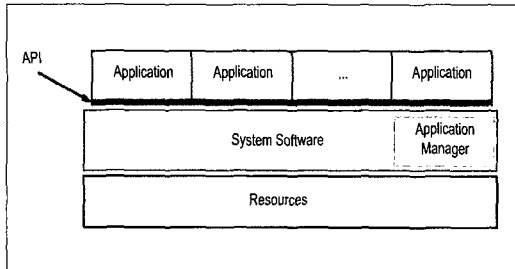 API
Application Application ... Application
System Software
Application
Manager
Resources